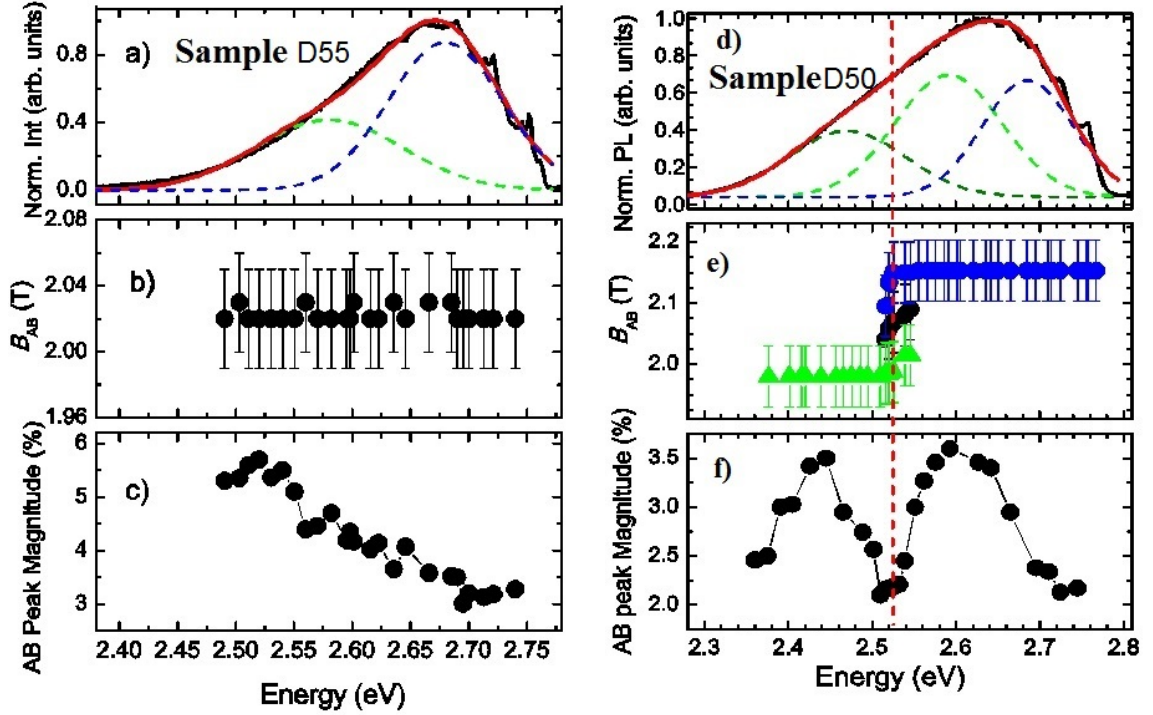 a) Sample D55
Norm. Int (arb. units)
0.8
0.4
0.0
b)
B_AB (T)
2.08
2.04
2.00
1.96
c)
AB Peak Magnitude (%)
6
5
4
3
2.40 2.45 2.50 2.55 2.60 2.65 2.70 2.75
Energy (eV)
d)
Sample D50
Norm. PL (arb. units)
1.0
0.8
0.6
0.4
0.2
0.0
e)
B_AB (T)
2.2
2.1
2.0
f)
AB peak Magnitude (%)
3.5
3.0
2.5
2.0
2.3 2.4 2.5 2.6 2.7 2.8
Energy (eV)